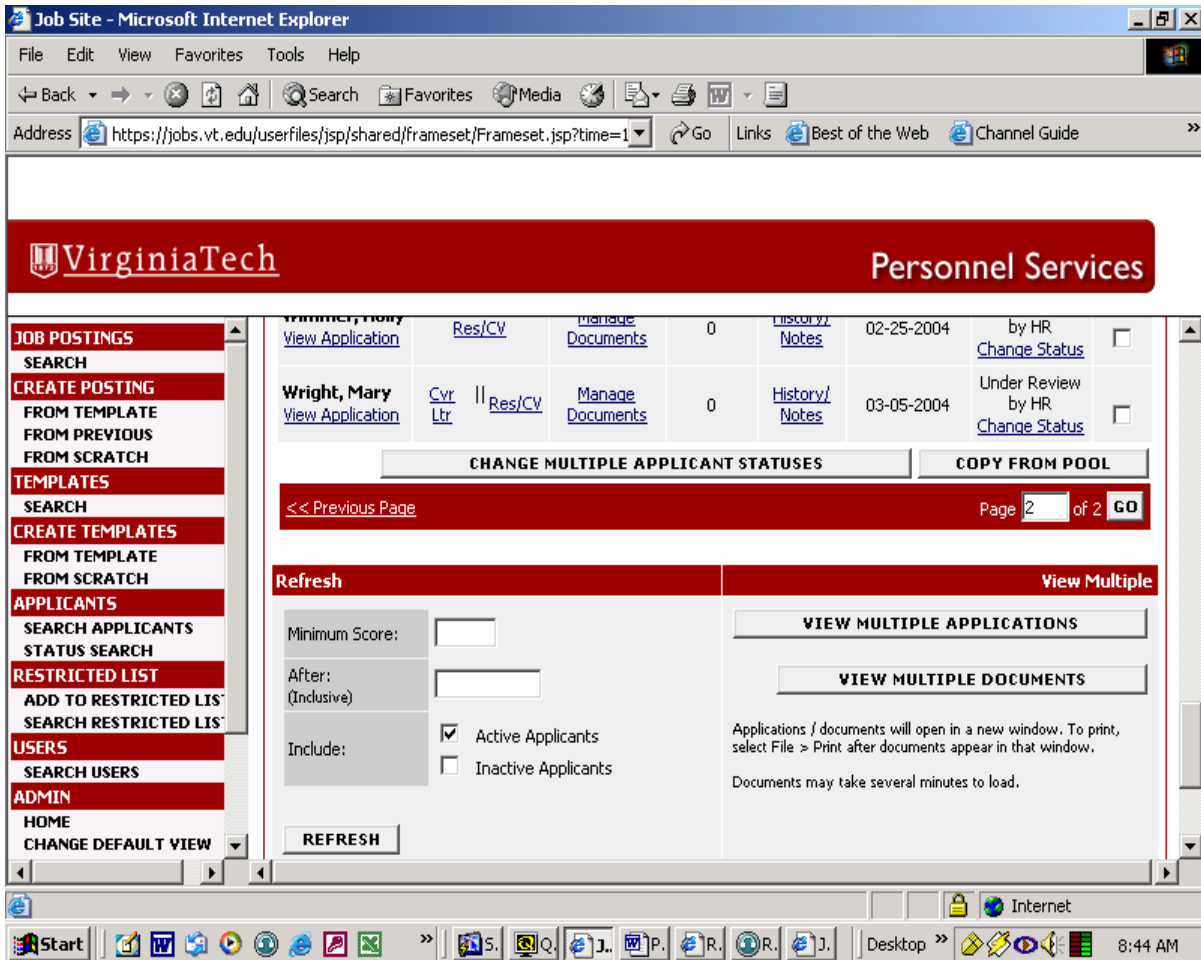 Job Site - Microsoft Internet Explorer
File Edit View Favorites Tools Help
Back Search Favorites Media
Address https://jobs.vt.edu/userfiles/jsp/shared/frameset/Frameset.jsp?time=1 Go Links Best of the Web Channel Guide »
1872
VirginiaTech
Personnel Services
JOB POSTINGS
SEARCH
CREATE POSTING
FROM TEMPLATE
FROM PREVIOUS
FROM SCRATCH
TEMPLATES
SEARCH
CREATE TEMPLATES
FROM TEMPLATE
FROM SCRATCH
APPLICANTS
SEARCH APPLICANTS
STATUS SEARCH
RESTRICTED LIST
ADD TO RESTRICTED LIS
SEARCH RESTRICTED LIS
USERS
SEARCH USERS
ADMIN
HOME
CHANGE DEFAULT VIEW
Wimmer, Holly
View Application
Res/CV
Manage
Documents
0
History/
Notes
02-25-2004
by HR
Change Status
Wright, Mary
View Application
Cvr
Ltr
|| Res/CV
Manage
Documents
0
History/
Notes
03-05-2004
Under Review
by HR
Change Status
CHANGE MULTIPLE APPLICANT STATUSES
COPY FROM POOL
<< Previous Page
Page 2 of 2 GO
Refresh
View Multiple
Minimum Score:
After:
(Inclusive)
Include:
Active Applicants
Inactive Applicants
REFRESH
VIEW MULTIPLE APPLICATIONS
VIEW MULTIPLE DOCUMENTS
Applications / documents will open in a new window. To print,
select File > Print after documents appear in that window.
Documents may take several minutes to load.
Internet
Start » S. Q. J.. P. R. R. J. Desktop » 8:44 AM